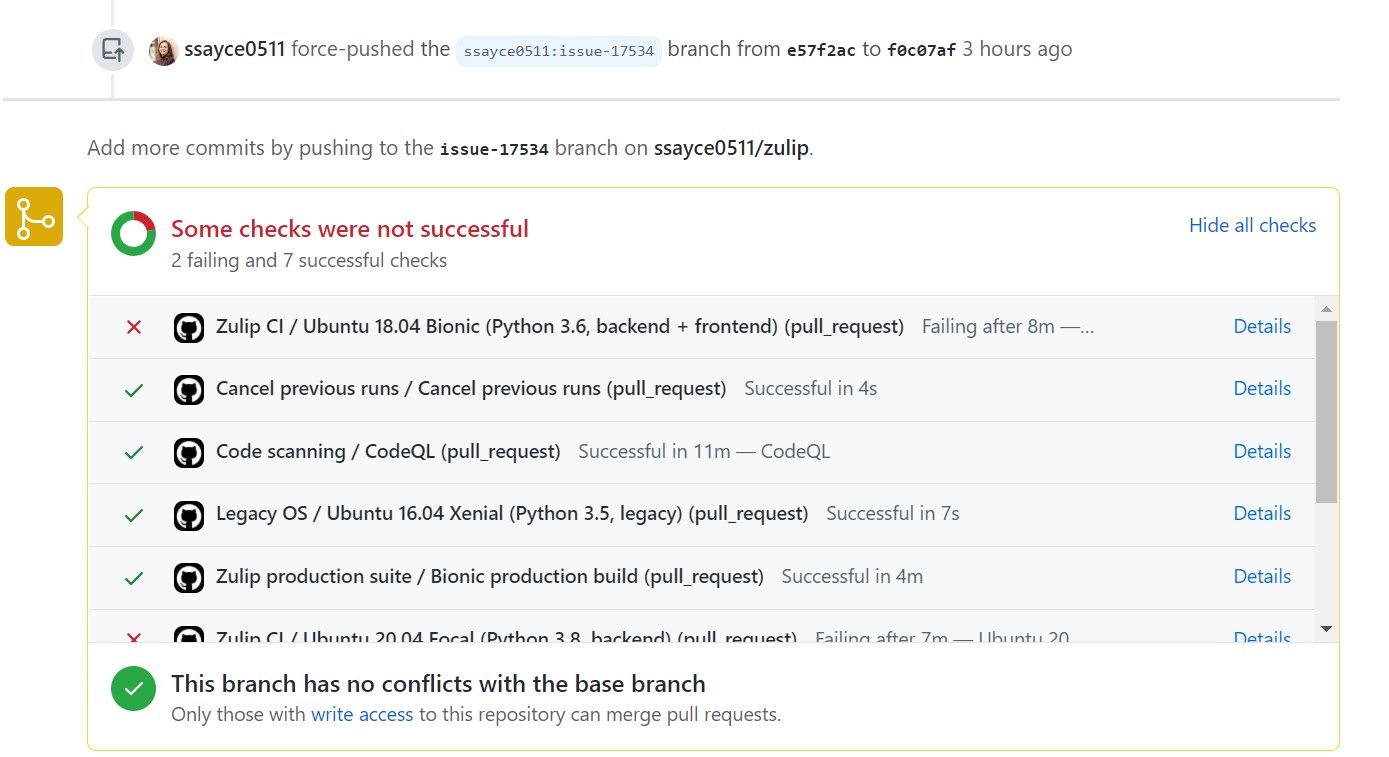 ssayce0511 force-pushed the ssayce0511:issue-17534 branch from e57f2ac to f0c07af 3 hours ago
Add more commits by pushing to the issue-17534 branch on ssayce0511/zulip.
Some checks were not successful
Hide all checks
2 failing and 7 successful checks
Zulip CI / Ubuntu 18.04 Bionic (Python 3.6, backend + frontend) (pull_request) Failing after 8m —... Details
Cancel previous runs / Cancel previous runs (pull_request) Successful in 4s Details
Code scanning / CodeQL (pull_request) Successful in 11m — CodeQL Details
Legacy OS / Ubuntu 16.04 Xenial (Python 3.5, legacy) (pull_request) Successful in 7s Details
Zulip production suite / Bionic production build (pull_request) Successful in 4m Details
Zulip CI / Ubuntu 20.04 Focal (Python 3.8, backend) (pull_request) Failing after 7m — Ubuntu 20 Details
This branch has no conflicts with the base branch
Only those with write access to this repository can merge pull requests.